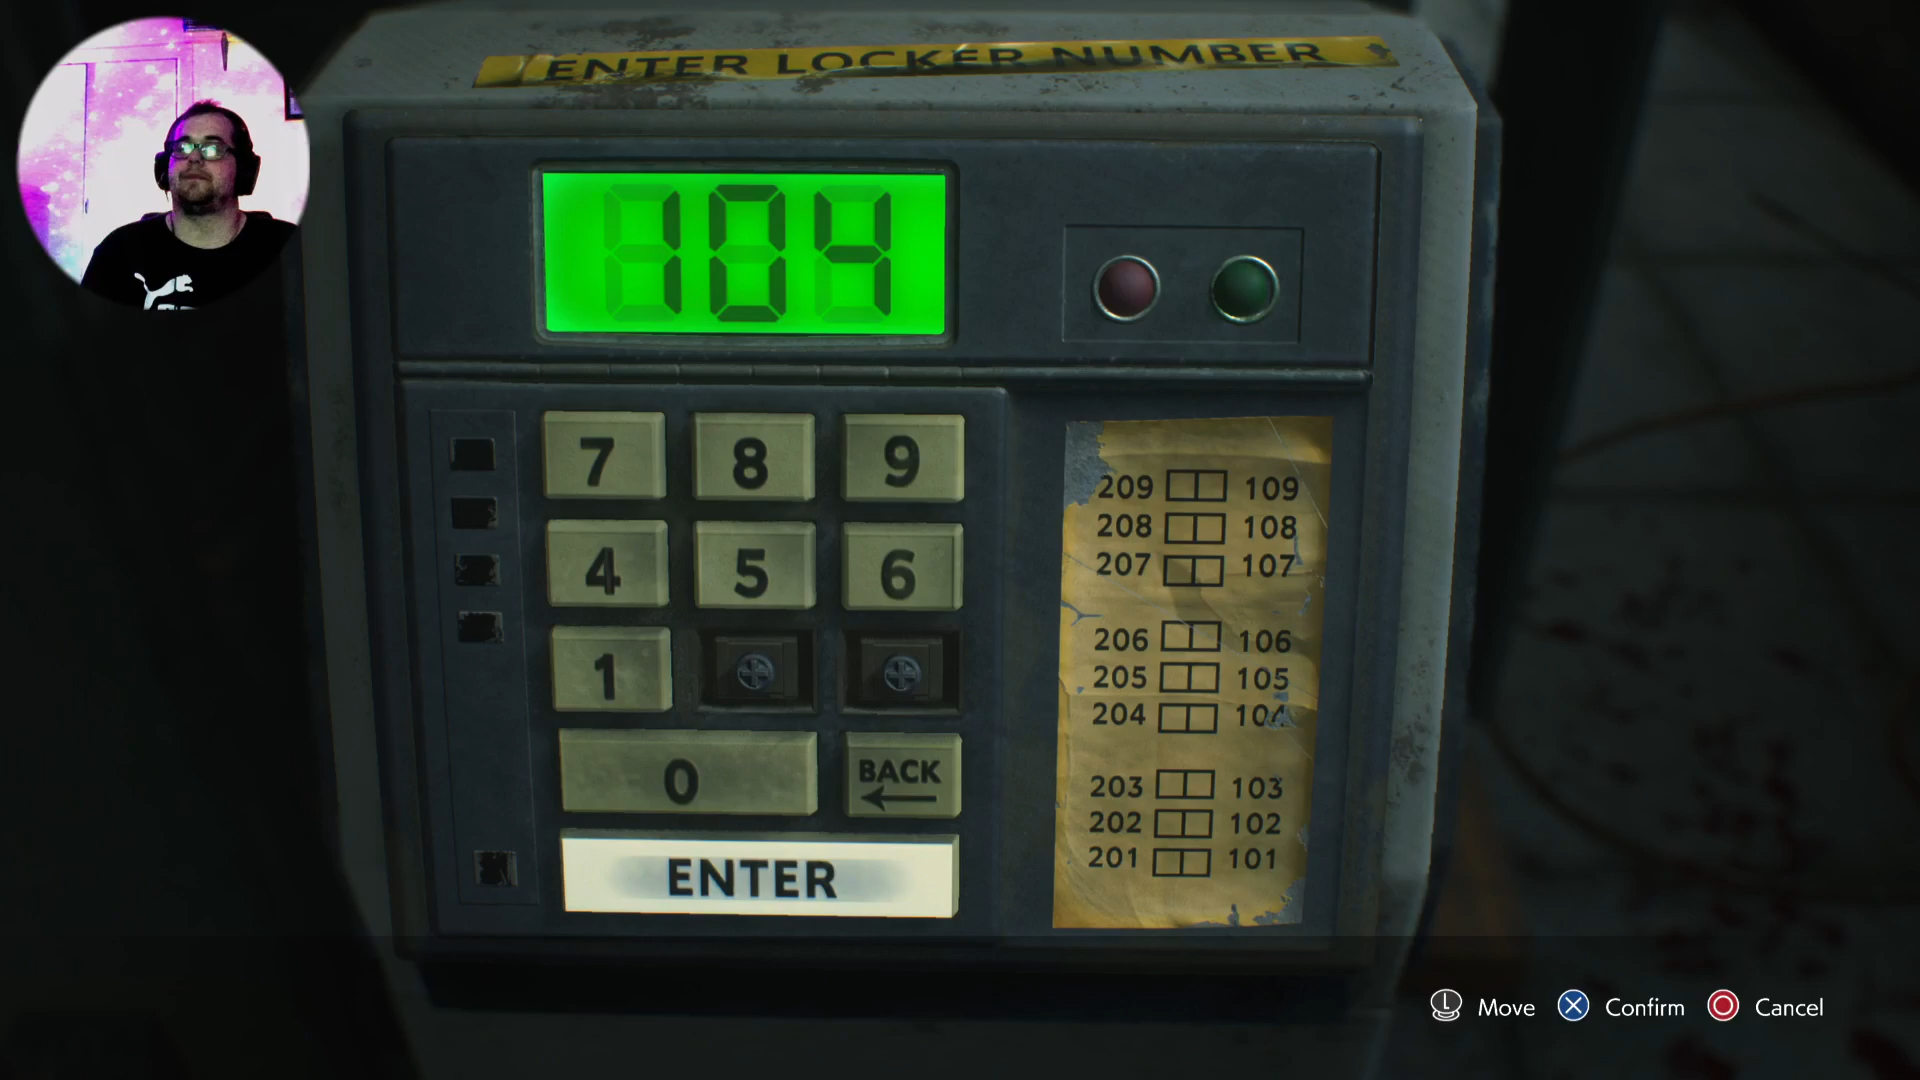 ENTER LOCKER NUMBER
104
7 8 9
4 5 6
1
0 BACK
ENTER
209 109
208 108
207 107
206 106
205 105
204 104
203 103
202 102
201 101
L Move Confirm Cancel